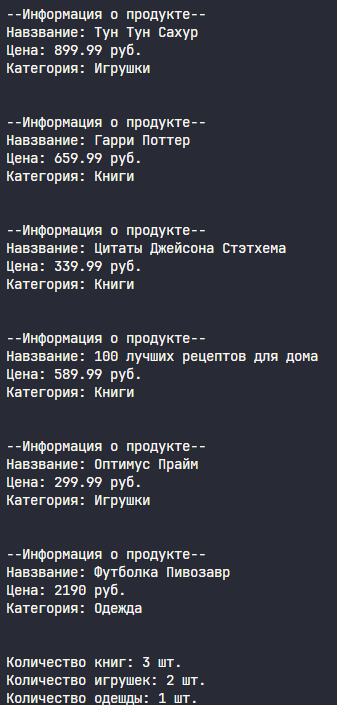 --Информация о продукте--
Навзвание: Тун Тун Сахур
Цена: 899.99 руб.
Категория: Игрушки
--Информация о продукте--
Навзвание: Гарри Поттер
Цена: 659.99 руб.
Категория: Книги
--Информация о продукте--
Навзвание: Цитаты Джейсона Стэтхема
Цена: 339.99 руб.
Категория: Книги
--Информация о продукте--
Навзвание: 100 лучших рецептов для дома
Цена: 589.99 руб.
Категория: Книги
--Информация о продукте--
Навзвание: Оптимус Прайм
Цена: 299.99 руб.
Категория: Игрушки
--Информация о продукте--
Навзвание: Футболка Пивозавр
Цена: 2190 руб.
Категория: Одежда
Количество книг: 3 шт.
Количество игрушек: 2 шт.
Количество одешды: 1 шт.